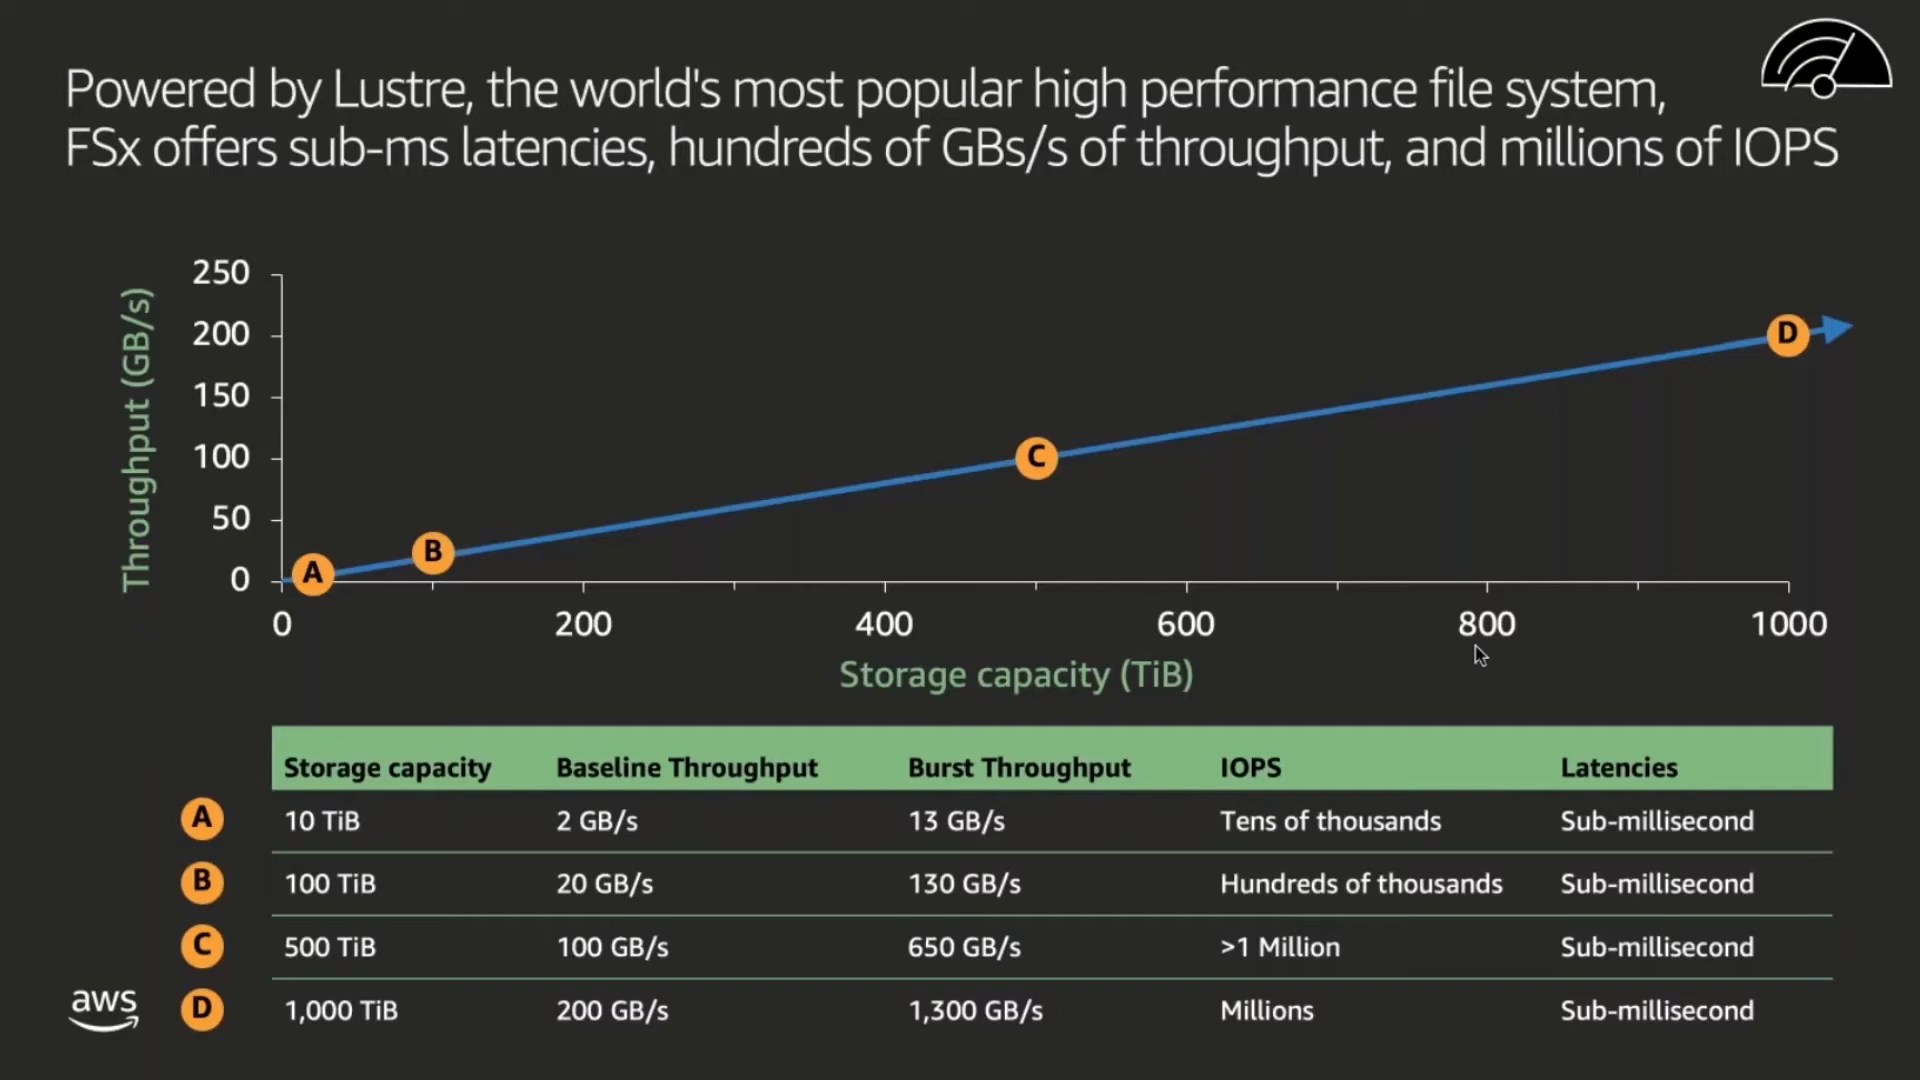 Powered by Lustre, the world's most popular high performance file system,
FSx offers sub-ms latencies, hundreds of GBs/s of throughput, and millions of IOPS
Throughput (GB/s)
250
200
150
100
50
0
A
B
C
D
0 200 400 600 800 1000
Storage capacity (TiB)
Storage capacity Baseline Throughput Burst Throughput IOPS Latencies
A 10 TiB 2 GB/s 13 GB/s Tens of thousands Sub-millisecond
B 100 TiB 20 GB/s 130 GB/s Hundreds of thousands Sub-millisecond
C 500 TiB 100 GB/s 650 GB/s >1 Million Sub-millisecond
D 1,000 TiB 200 GB/s 1,300 GB/s Millions Sub-millisecond
aws